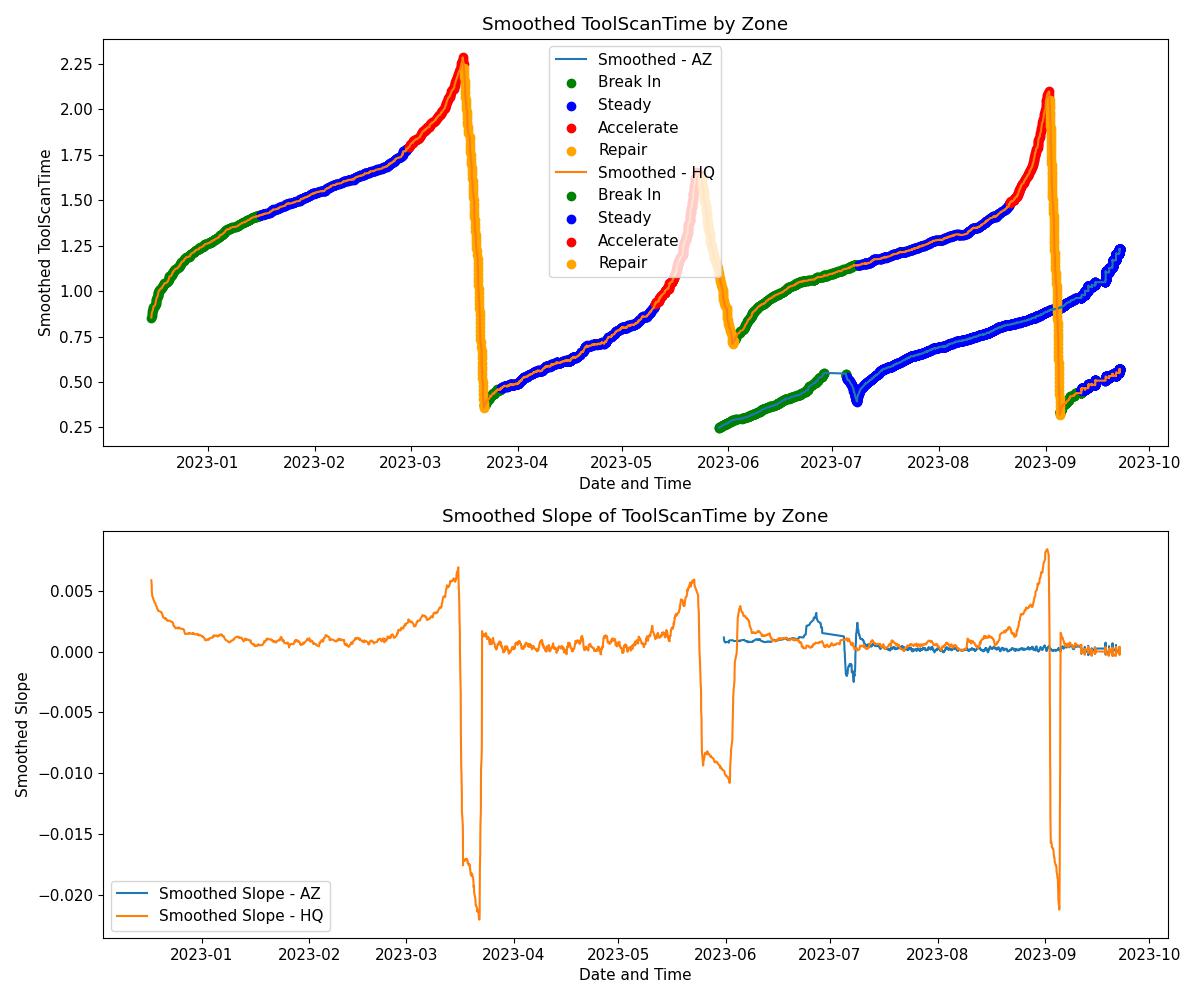 Smoothed ToolScanTime by Zone
Smoothed ToolScanTime
2.25
2.00
1.75
1.50
1.25
1.00
0.75
0.50
0.25
Smoothed - AZ
Break In
Steady
Accelerate
Repair
Smoothed - HQ
Break In
Steady
Accelerate
Repair
2023-01 2023-02 2023-03 2023-04 2023-05 2023-06 2023-07 2023-08 2023-09 2023-10
Date and Time
Smoothed Slope of ToolScanTime by Zone
Smoothed Slope
0.005
0.000
−0.005
−0.010
−0.015
−0.020
Smoothed Slope - AZ
Smoothed Slope - HQ
2023-01 2023-02 2023-03 2023-04 2023-05 2023-06 2023-07 2023-08 2023-09 2023-10
Date and Time